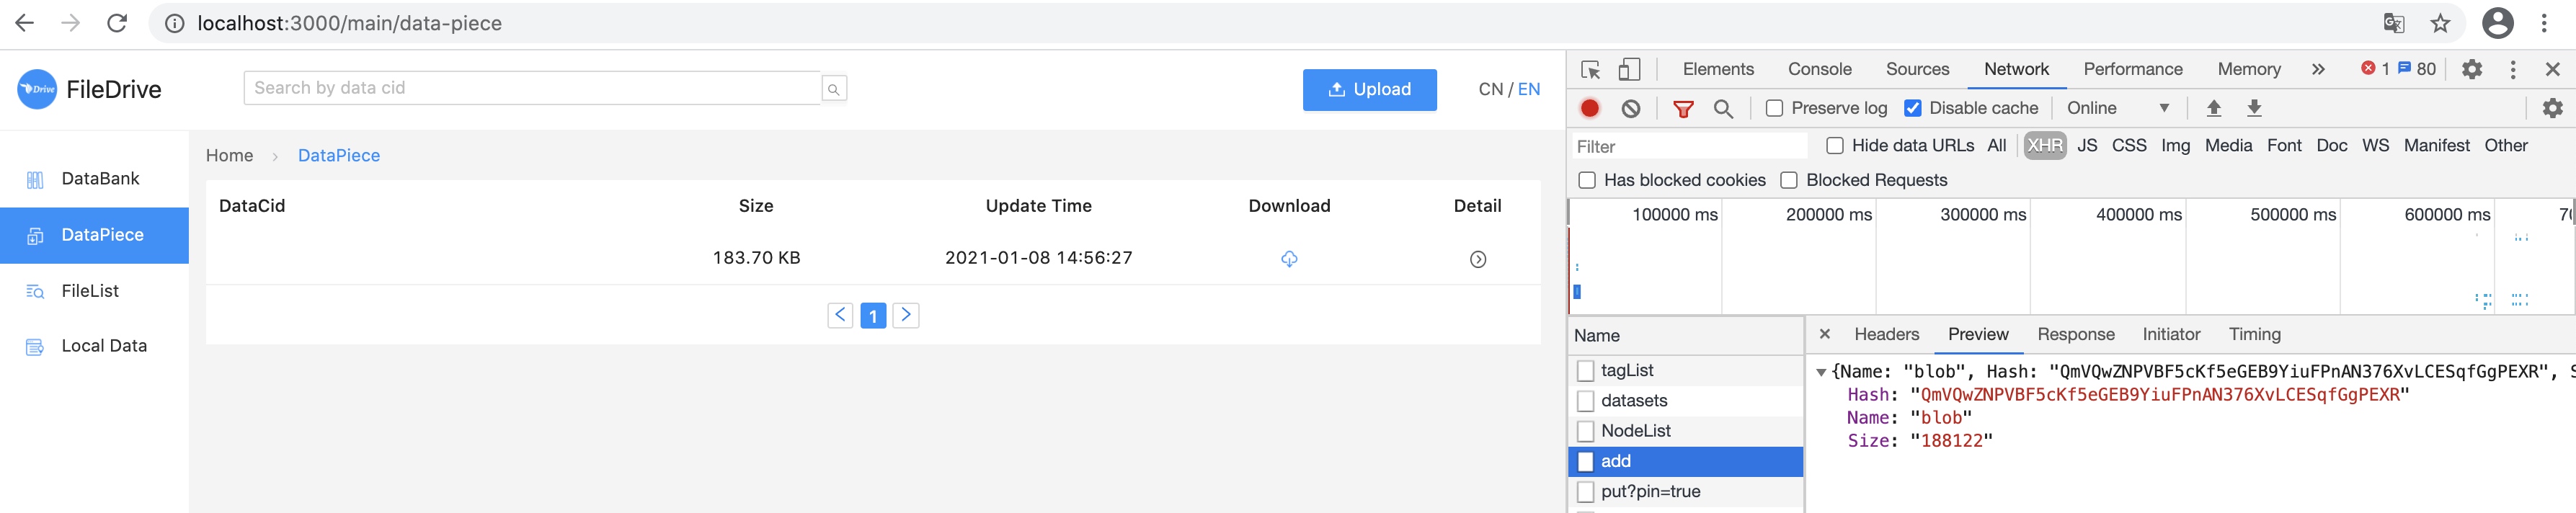 localhost:3000/main/data-piece
Drive FileDrive
Search by data cid
Upload
CN / EN
DataBank
DataPiece
FileList
Local Data
Home > DataPiece
DataCid Size Update Time Download Detail
183.70 KB 2021-01-08 14:56:27
< 1 >
Elements Console Sources Network Performance Memory » 1 80
Preserve log Disable cache Online
Filter Hide data URLs All XHR JS CSS Img Media Font Doc WS Manifest Other
Has blocked cookies Blocked Requests
100000 ms 200000 ms 300000 ms 400000 ms 500000 ms 600000 ms
Name
tagList
datasets
NodeList
add
put?pin=true
Headers Preview Response Initiator Timing
{Name: "blob", Hash: "QmVQwZNPVBF5cKf5eGEB9YiuFPnAN376XvLCESqfGgPEXR",
Hash: "QmVQwZNPVBF5cKf5eGEB9YiuFPnAN376XvLCESqfGgPEXR"
Name: "blob"
Size: "188122"